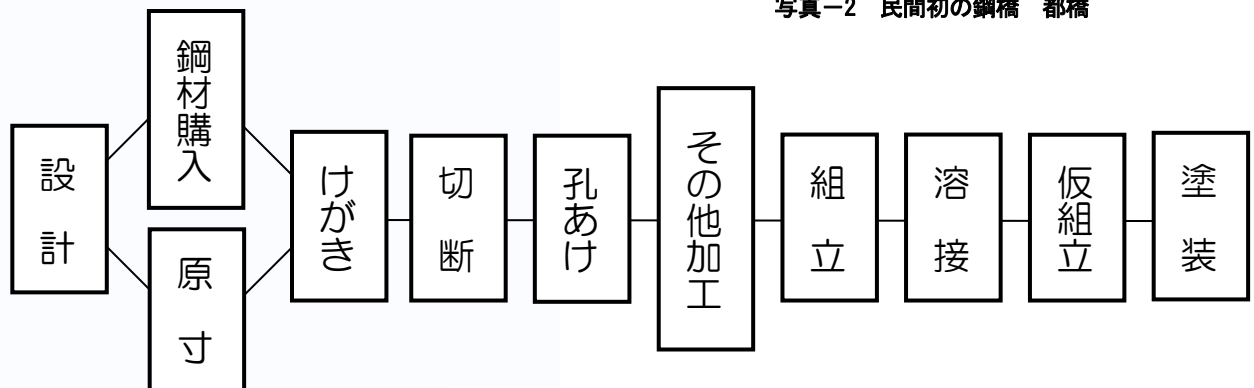 写真－2　民間初の鋼橋　都橋
設計
鋼材購入
原寸
けがき
切断
孔あけ
その他加工
組立
溶接
仮組立
塗装